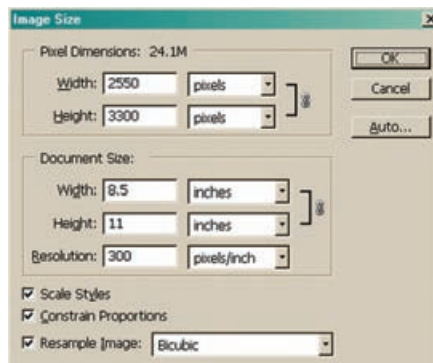 Image Size
Pixel Dimensions: 24.1M
Width: 2550 pixels
Height: 3300 pixels
OK
Cancel
Auto...
Document Size:
Width: 8.5 inches
Height: 11 inches
Resolution: 300 pixels/inch
Scale Styles
Constrain Proportions
Resample Image: Bicubic